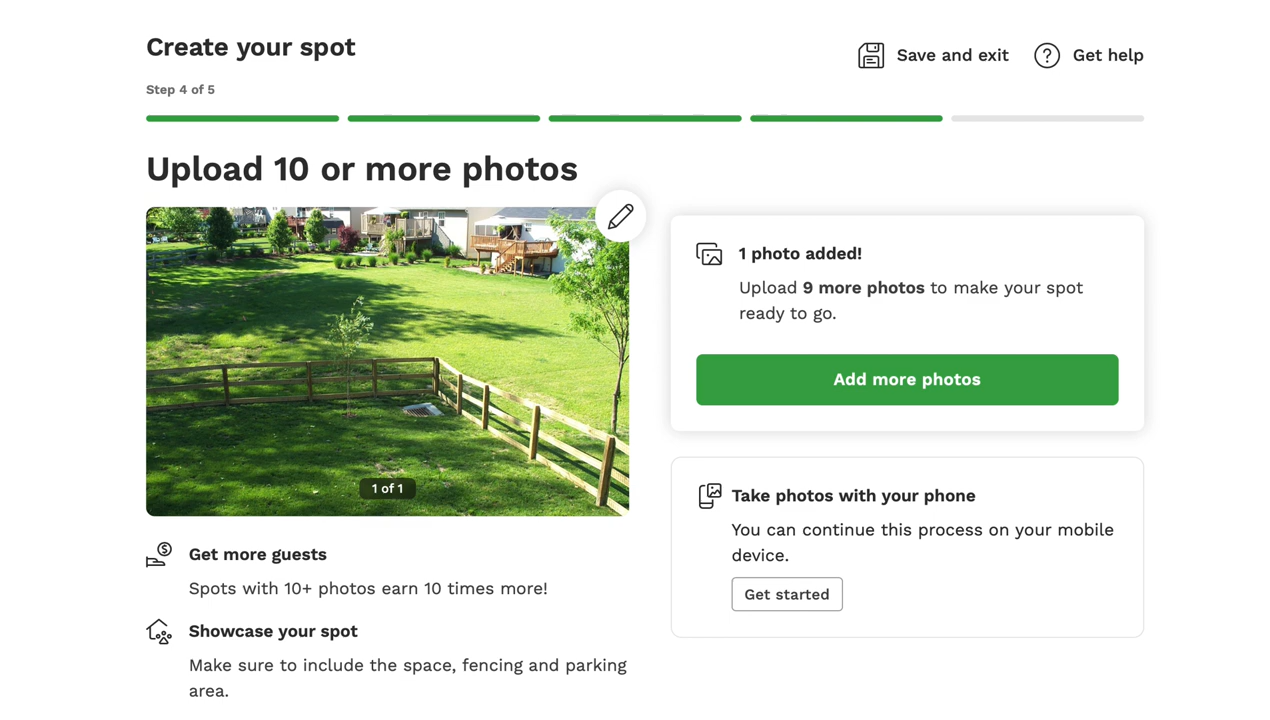 Create your spot
Save and exit
Get help
Step 4 of 5
Upload 10 or more photos
1 of 1
Get more guests
Spots with 10+ photos earn 10 times more!
Showcase your spot
Make sure to include the space, fencing and parking
area.
1 photo added!
Upload 9 more photos to make your spot
ready to go.
Add more photos
Take photos with your phone
You can continue this process on your mobile
device.
Get started